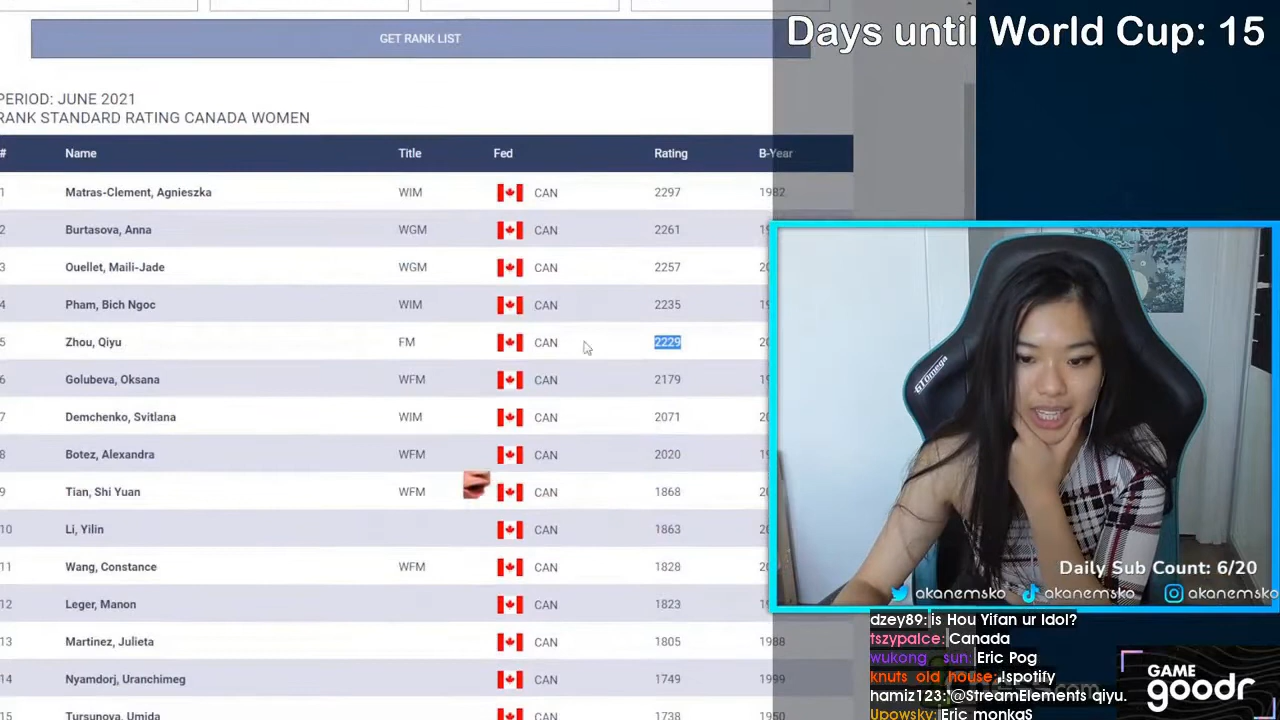 Days until World Cup: 15
GET RANK LIST
PERIOD: JUNE 2021
RANK STANDARD RATING CANADA WOMEN
# Name Title Fed Rating B-Year
1 Matras-Clement, Agnieszka WIM CAN 2297 1982
2 Burtasova, Anna WGM CAN 2261
3 Ouellet, Maili-Jade WGM CAN 2257
4 Pham, Bich Ngoc WIM CAN 2235
5 Zhou, Qiyu FM CAN 2229
6 Golubeva, Oksana WFM CAN 2179
7 Demchenko, Svitlana WIM CAN 2071
8 Botez, Alexandra WFM CAN 2020
9 Tian, Shi Yuan WFM CAN 1868
10 Li, Yilin CAN 1863
11 Wang, Constance WFM CAN 1828
12 Leger, Manon CAN 1823
13 Martinez, Julieta CAN 1805 1988
14 Nyamdorj, Uranchimeg CAN 1749 1999
15 Tursunova, Umida CAN 1738 1950
GTOmega
Daily Sub Count: 6/20
akanemsko akanemsko akanemsko
dzey89: is Hou Yifan ur Idol?
tszypalce: Canada
wukong_sun: Eric Pog
knuts_old_house: !spotify
hamiz123: @StreamElements qiyu.
Upowsky: Eric monkaS
GAME
goodr